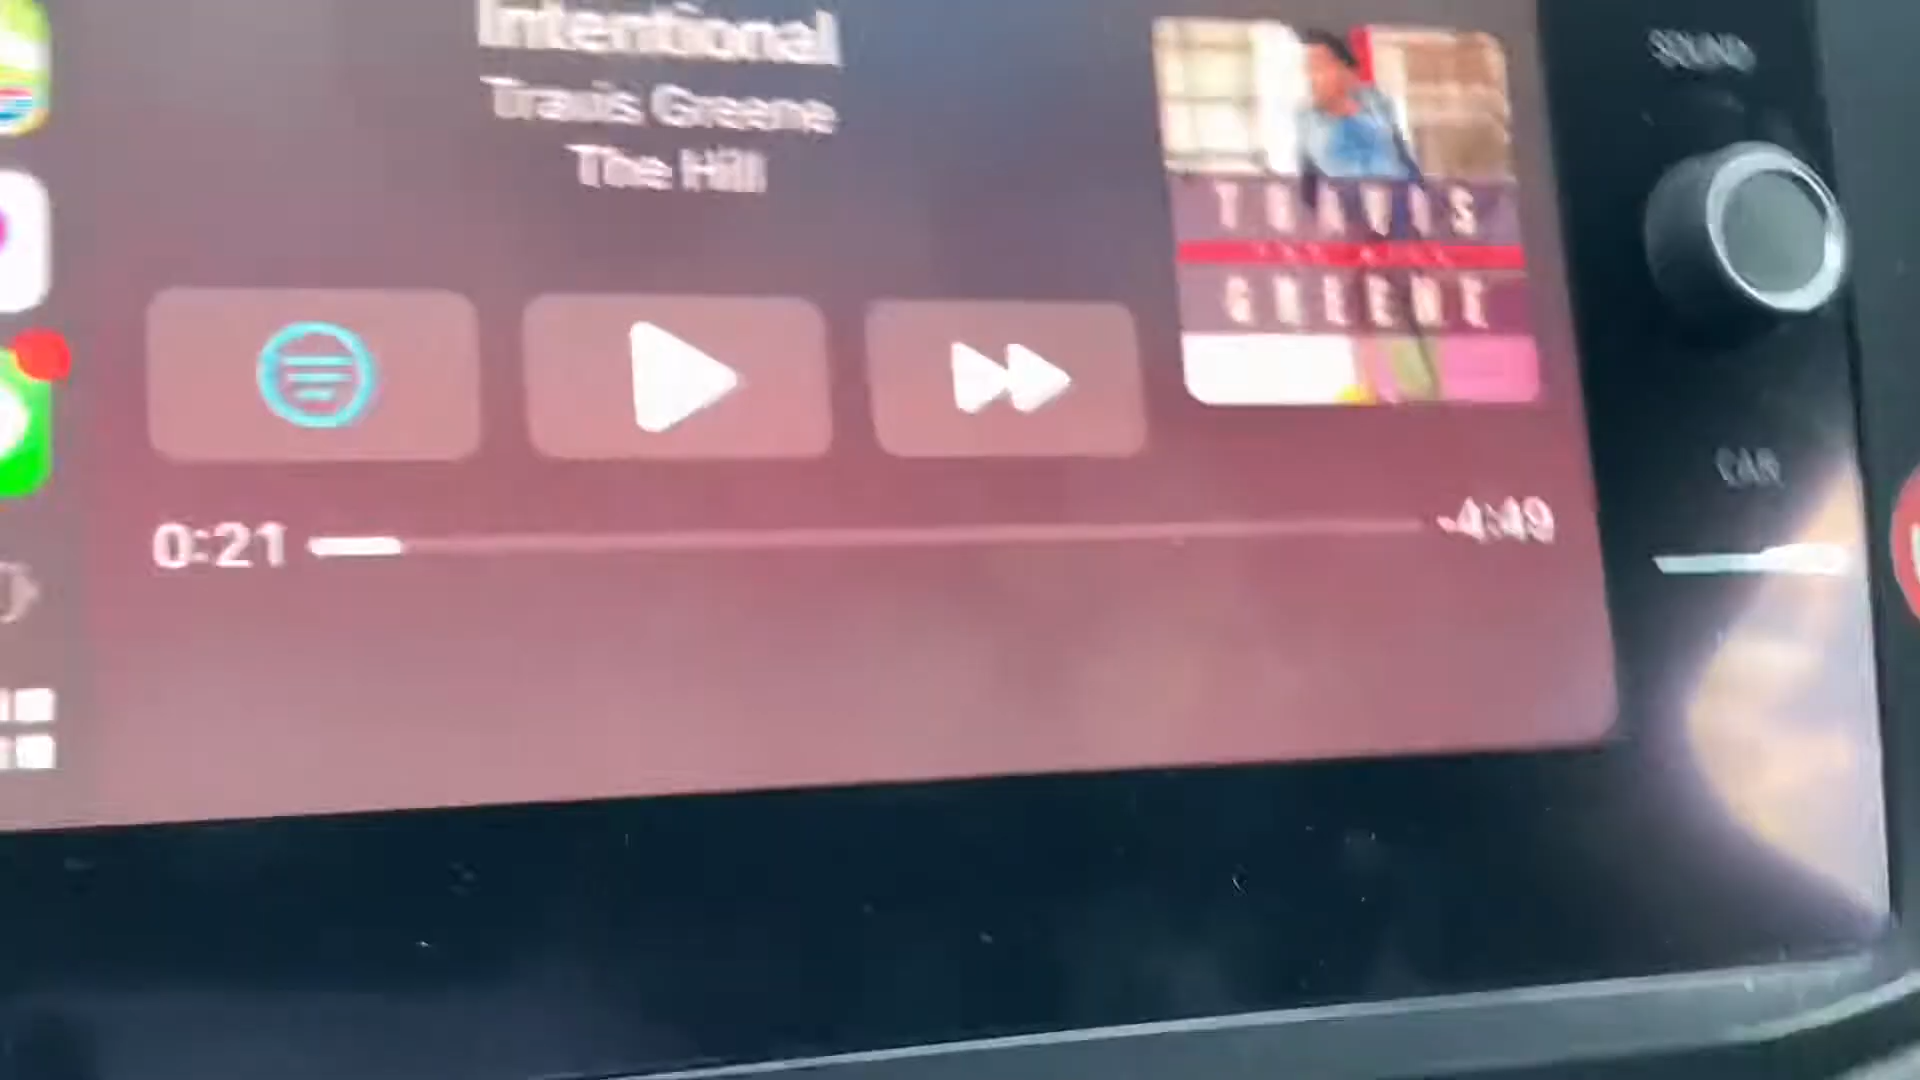 Intentional
Travis Greene
The Hill
TRAVIS
GREENE
0:21
-4:49
SOUND
CAR